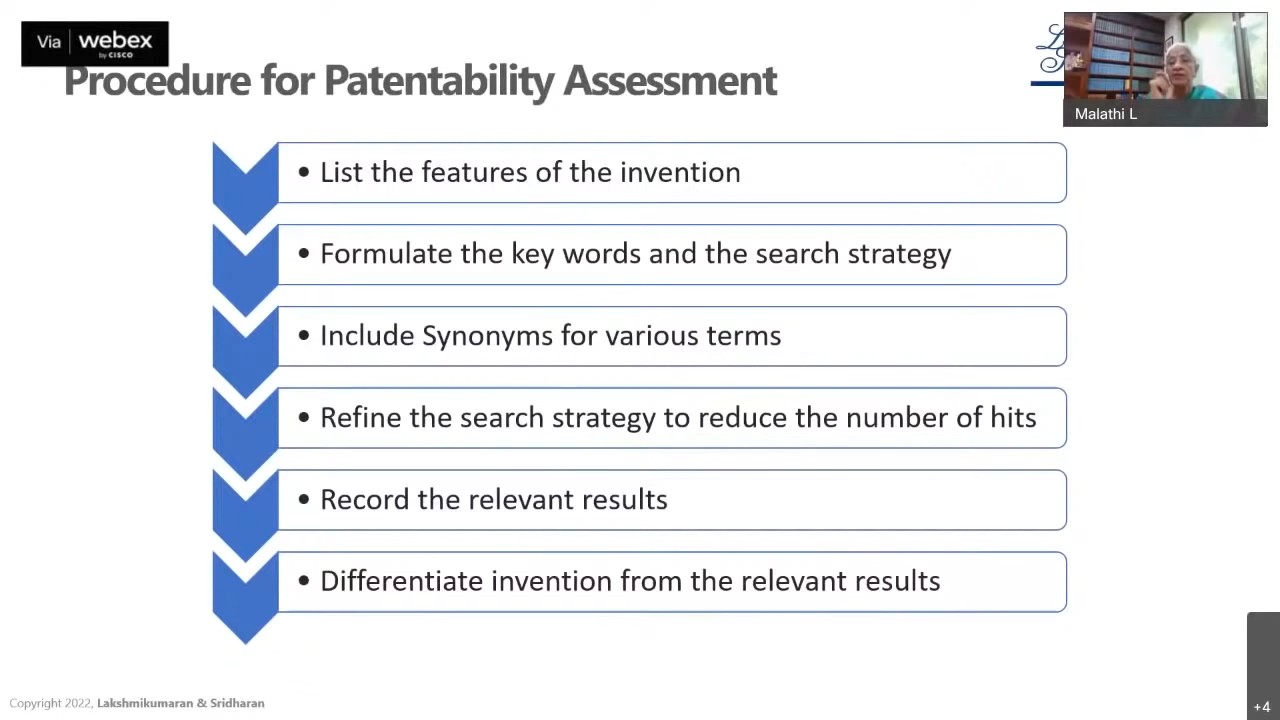 Via webex
by CISCO
Procedure for Patentability Assessment
Malathi L
• List the features of the invention
• Formulate the key words and the search strategy
• Include Synonyms for various terms
• Refine the search strategy to reduce the number of hits
• Record the relevant results
• Differentiate invention from the relevant results
Copyright 2022, Lakshmikumaran & Sridharan
+4